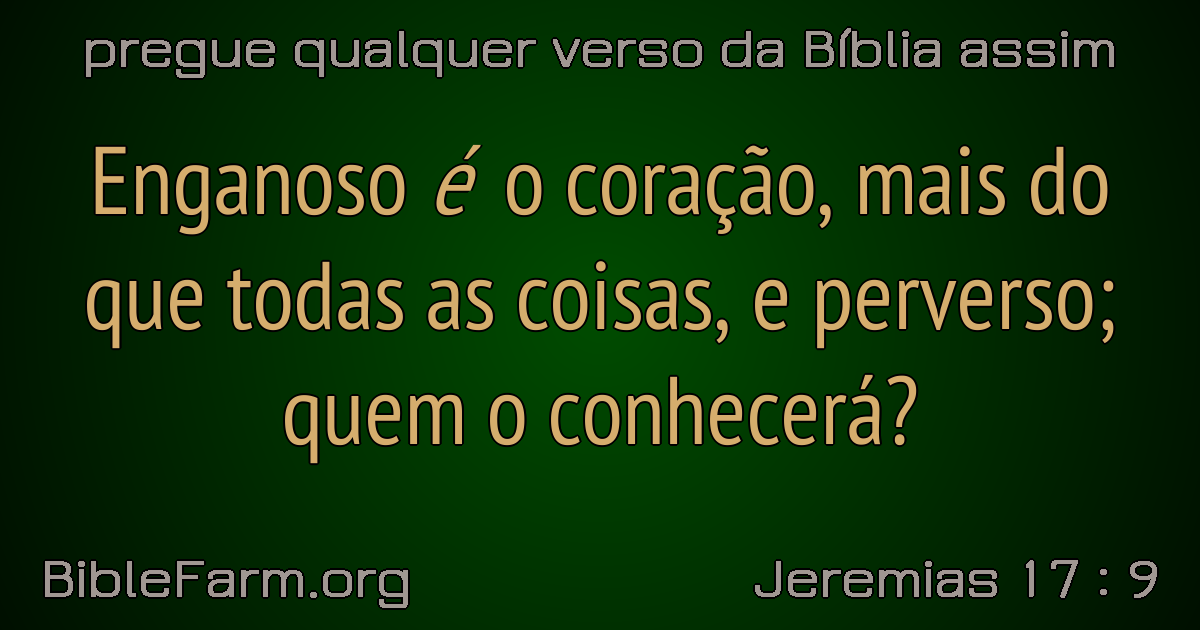 pregue qualquer verso da Bíblia assim
Enganoso é o coração, mais do
que todas as coisas, e perverso;
quem o conhecerá?
BibleFarm.org
Jeremias 17 : 9